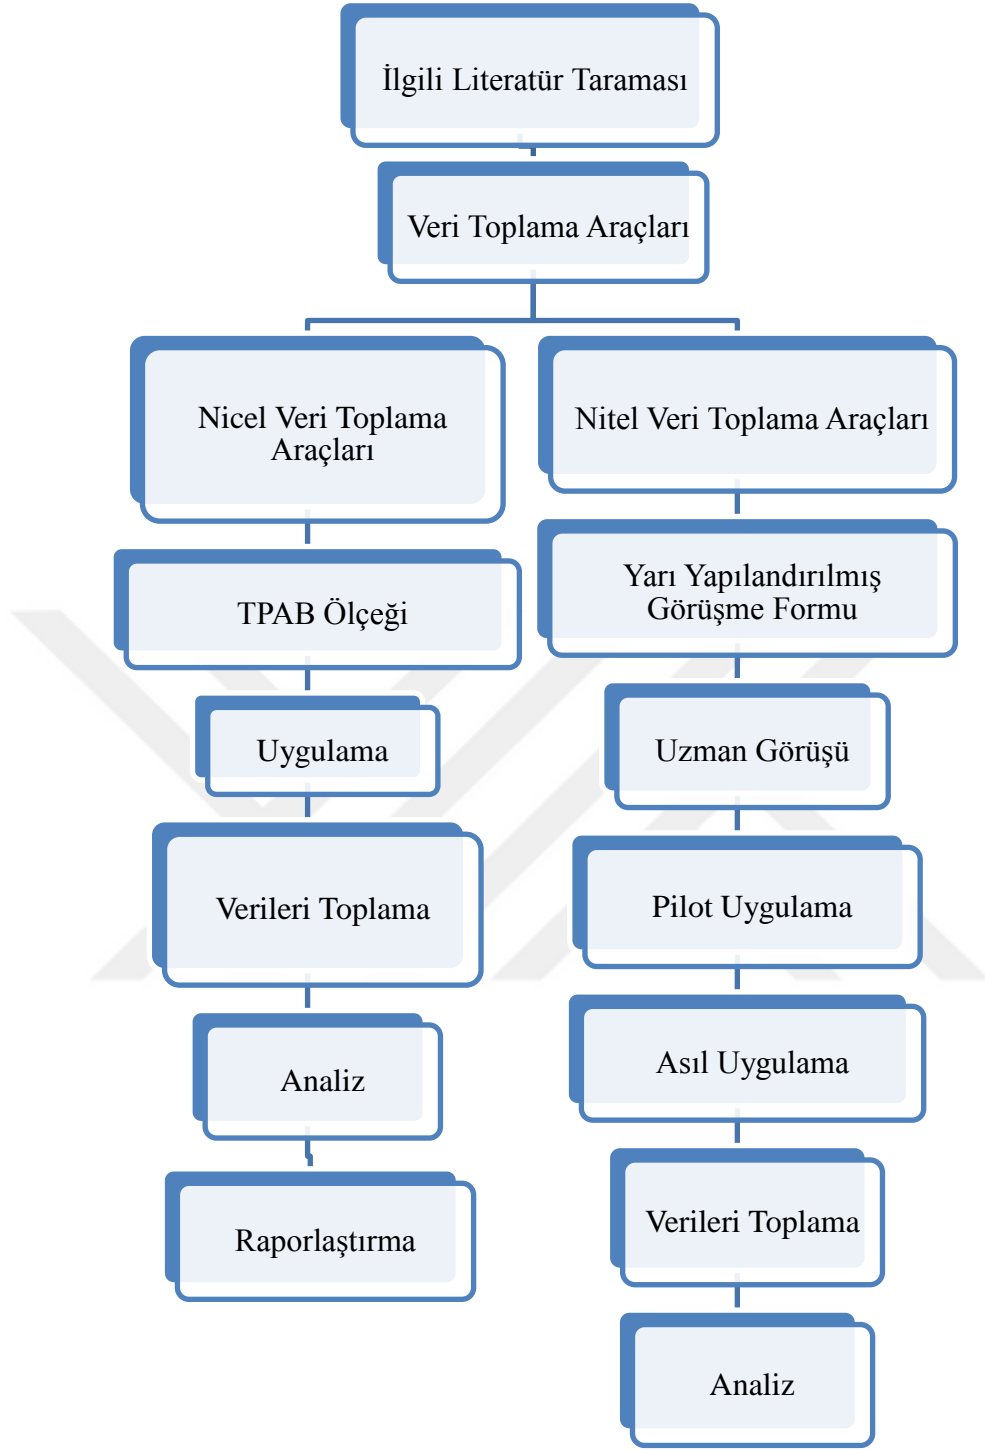 İlgili Literatür Taraması
Veri Toplama Araçları
Nicel Veri Toplama
Araçları
TPAB Ölçeği
Uygulama
Verileri Toplama
Analiz
Raporlaştırma
Nitel Veri Toplama Araçları
Yarı Yapılandırılmış
Görüşme Formu
Uzman Görüşü
Pilot Uygulama
Asıl Uygulama
Verileri Toplama
Analiz